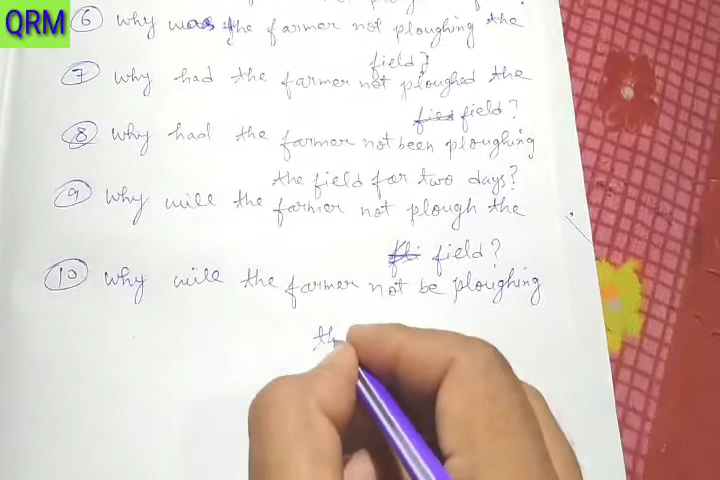 QRM
6 why was the farmer not ploughing the
field?
7 why had the farmer not ploughed the
field?
8 why had the farmer not been ploughing
the field far two days?
9 why will the farmer not plough the
field?
10 why will the farmer not be ploughing
th